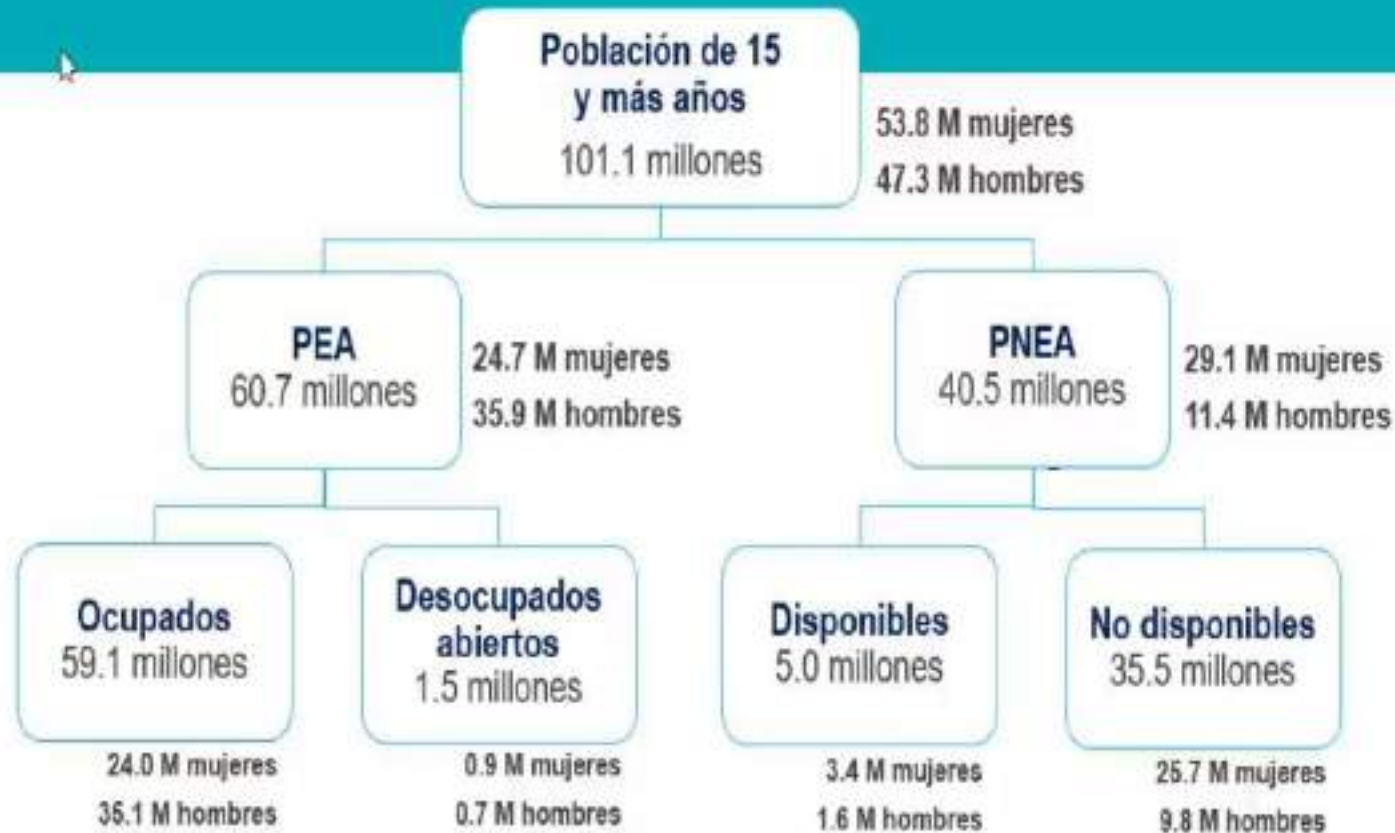 Población de 15
y más años
101.1 millones
53.8 M mujeres
47.3 M hombres
PEA
60.7 millones
24.7 M mujeres
35.9 M hombres
PNEA
40.5 millones
29.1 M mujeres
11.4 M hombres
Ocupados
59.1 millones
24.0 M mujeres
35.1 M hombres
Desocupados
abiertos
1.5 millones
0.9 M mujeres
0.7 M hombres
Disponibles
5.0 millones
3.4 M mujeres
1.6 M hombres
No disponibles
35.5 millones
25.7 M mujeres
9.8 M hombres